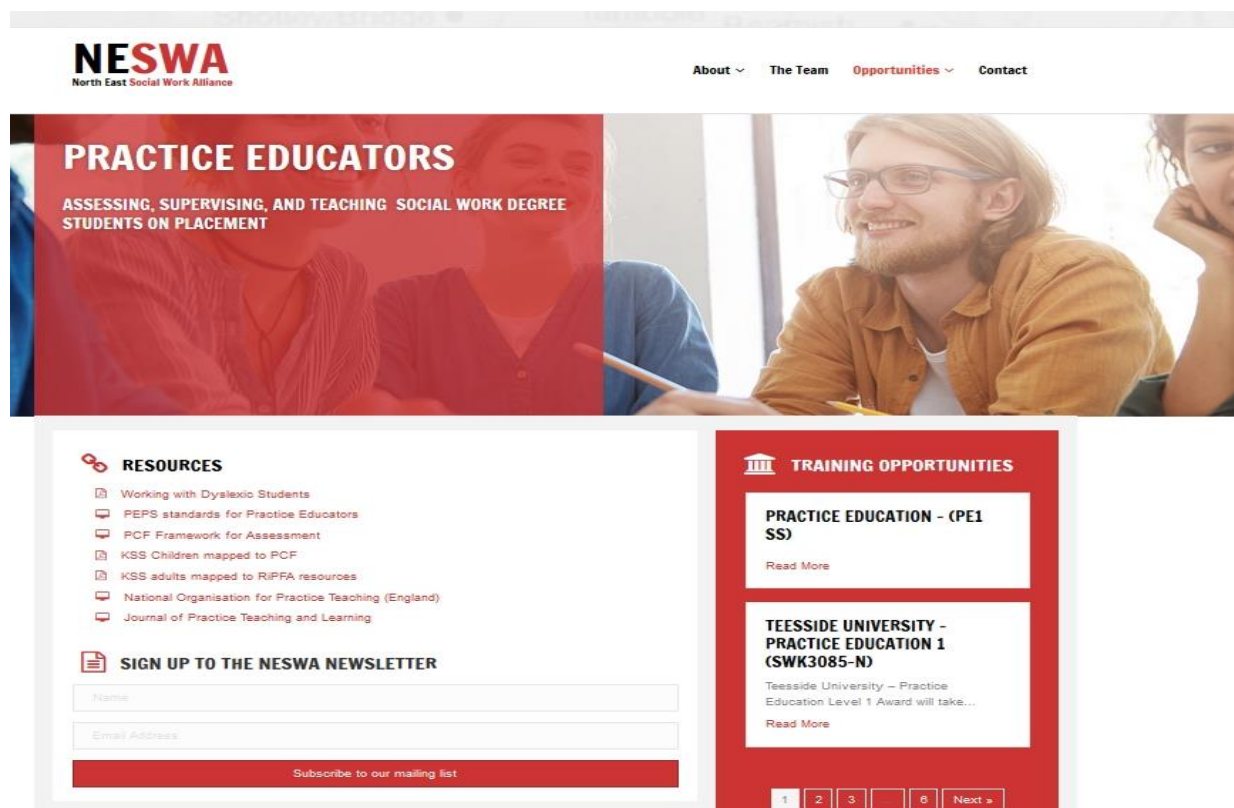 NESWA
North East Social Work Alliance
About
The Team
Opportunities
Contact
PRACTICE EDUCATORS
ASSESSING, SUPERVISING, AND TEACHING SOCIAL WORK DEGREE
STUDENTS ON PLACEMENT
RESOURCES
Working with Dyslexic Students
PEPS standards for Practice Educators
PCF Framework for Assessment
KSS Children mapped to PCF
KSS adults mapped to RiPFA resources
National Organisation for Practice Teaching (England)
Journal of Practice Teaching and Learning
SIGN UP TO THE NESWA NEWSLETTER
Name
Email Address
Subscribe to our mailing list
TRAINING OPPORTUNITIES
PRACTICE EDUCATION - (PE1
SS)
Read More
TEESSIDE UNIVERSITY -
PRACTICE EDUCATION 1
(SWK3085-N)
Teesside University – Practice
Education Level 1 Award will take...
Read More
1 2 3 ... 6 Next »